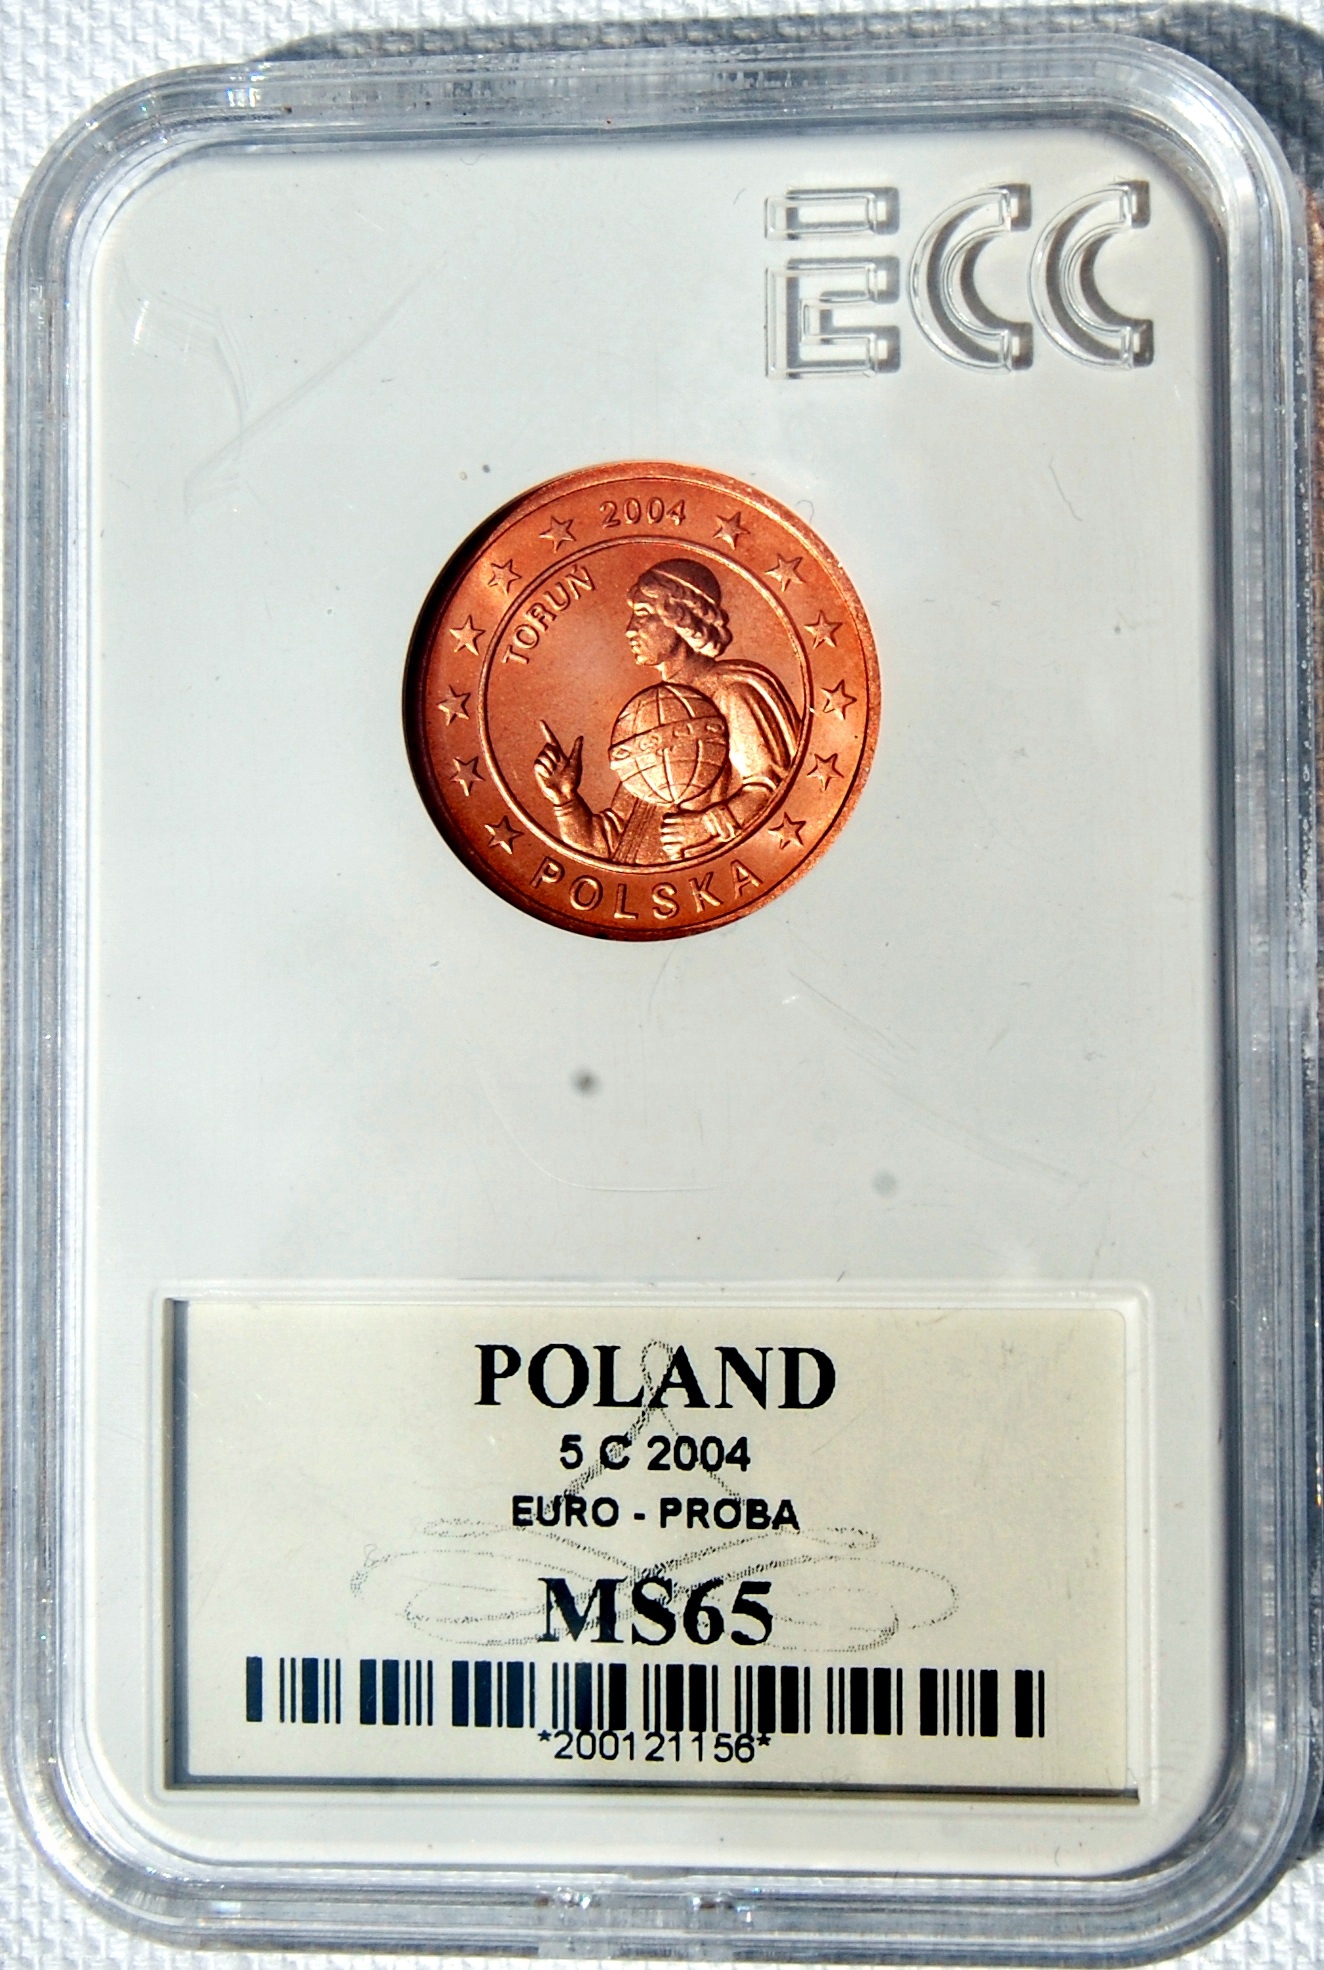 ECC
2004
TORUŃ
POLSKA
POLAND
5 C 2004
EURO - PROBA
MS65
*200121156*